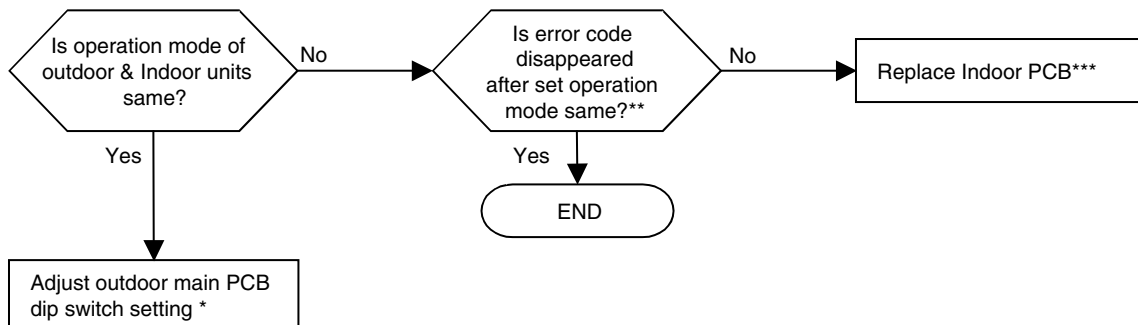 Is operation mode of
outdoor & Indoor units
same?
No
Is error code
disappeared
after set operation
mode same?**
No
Replace Indoor PCB***
Yes
Yes
END
Adjust outdoor main PCB
dip switch setting *